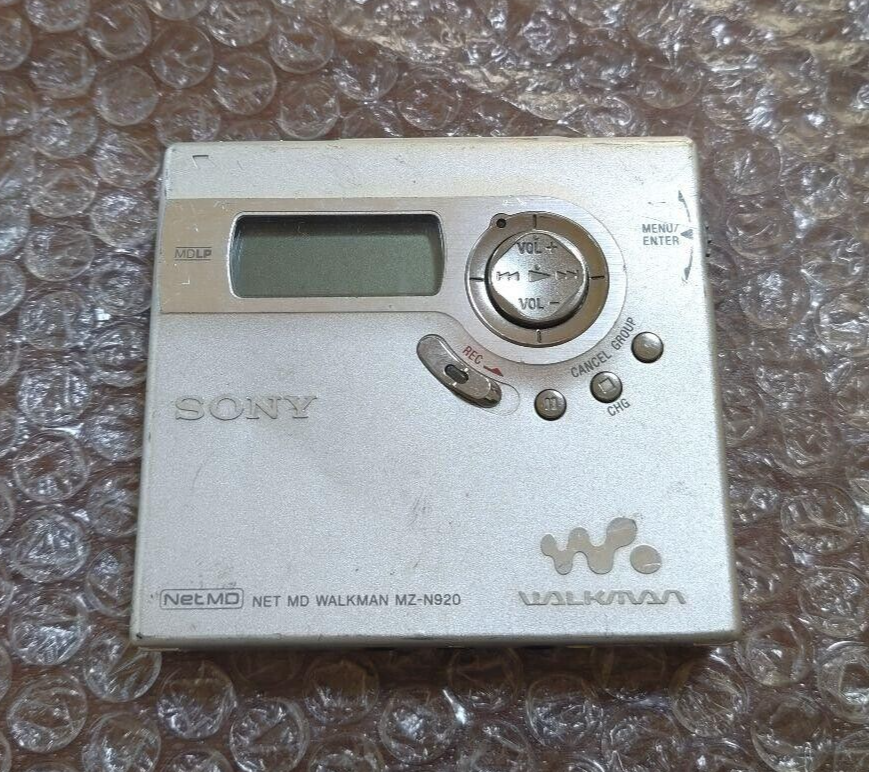 MDLP
VOL +
VOL −
MENU/
ENTER
REC
CANCEL GROUP
CHG
SONY
WALKMAN
NetMD NET MD WALKMAN MZ-N920